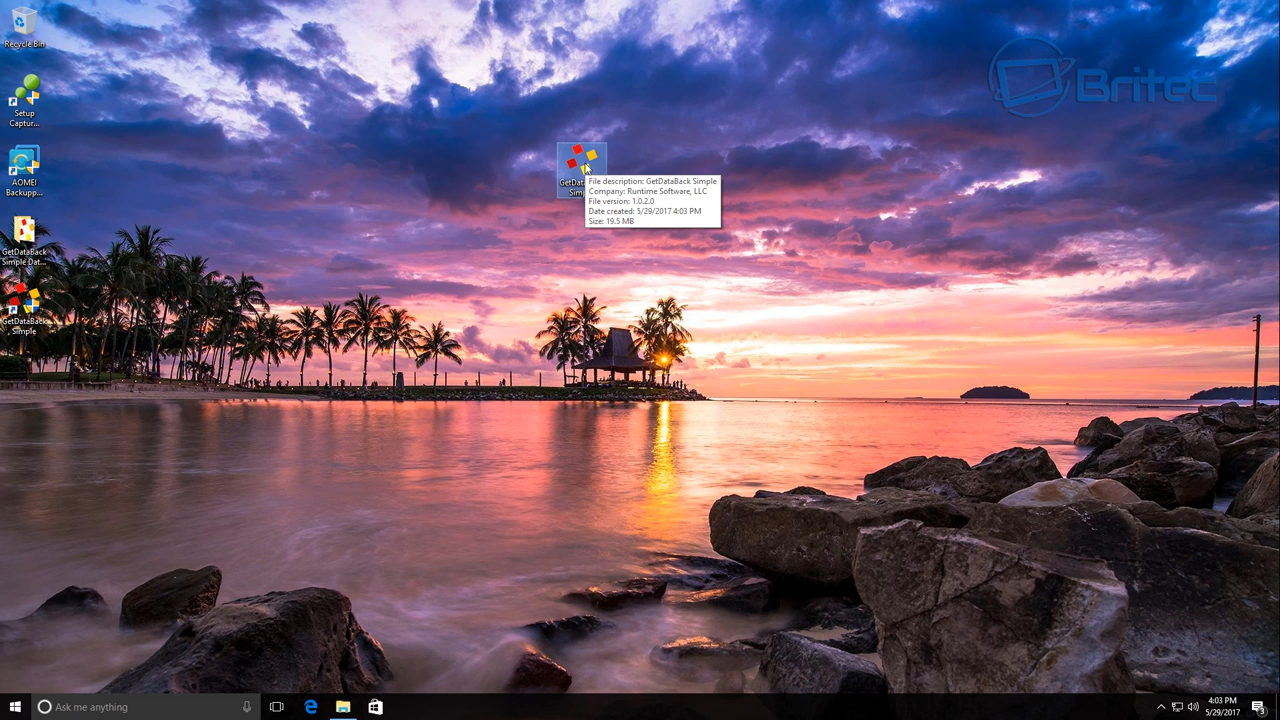 Recycle Bin
Britec
Setup
Captur...
AOMEI
Backupp...
GetDataBack
Simple Dat...
GetDataBack
Simple
File description: GetDataBack Simple
Company: Runtime Software, LLC
File version: 1.0.2.0
Date created: 5/29/2017 4:03 PM
Size: 19.5 MB
Ask me anything
4:03 PM
5/29/2017
3